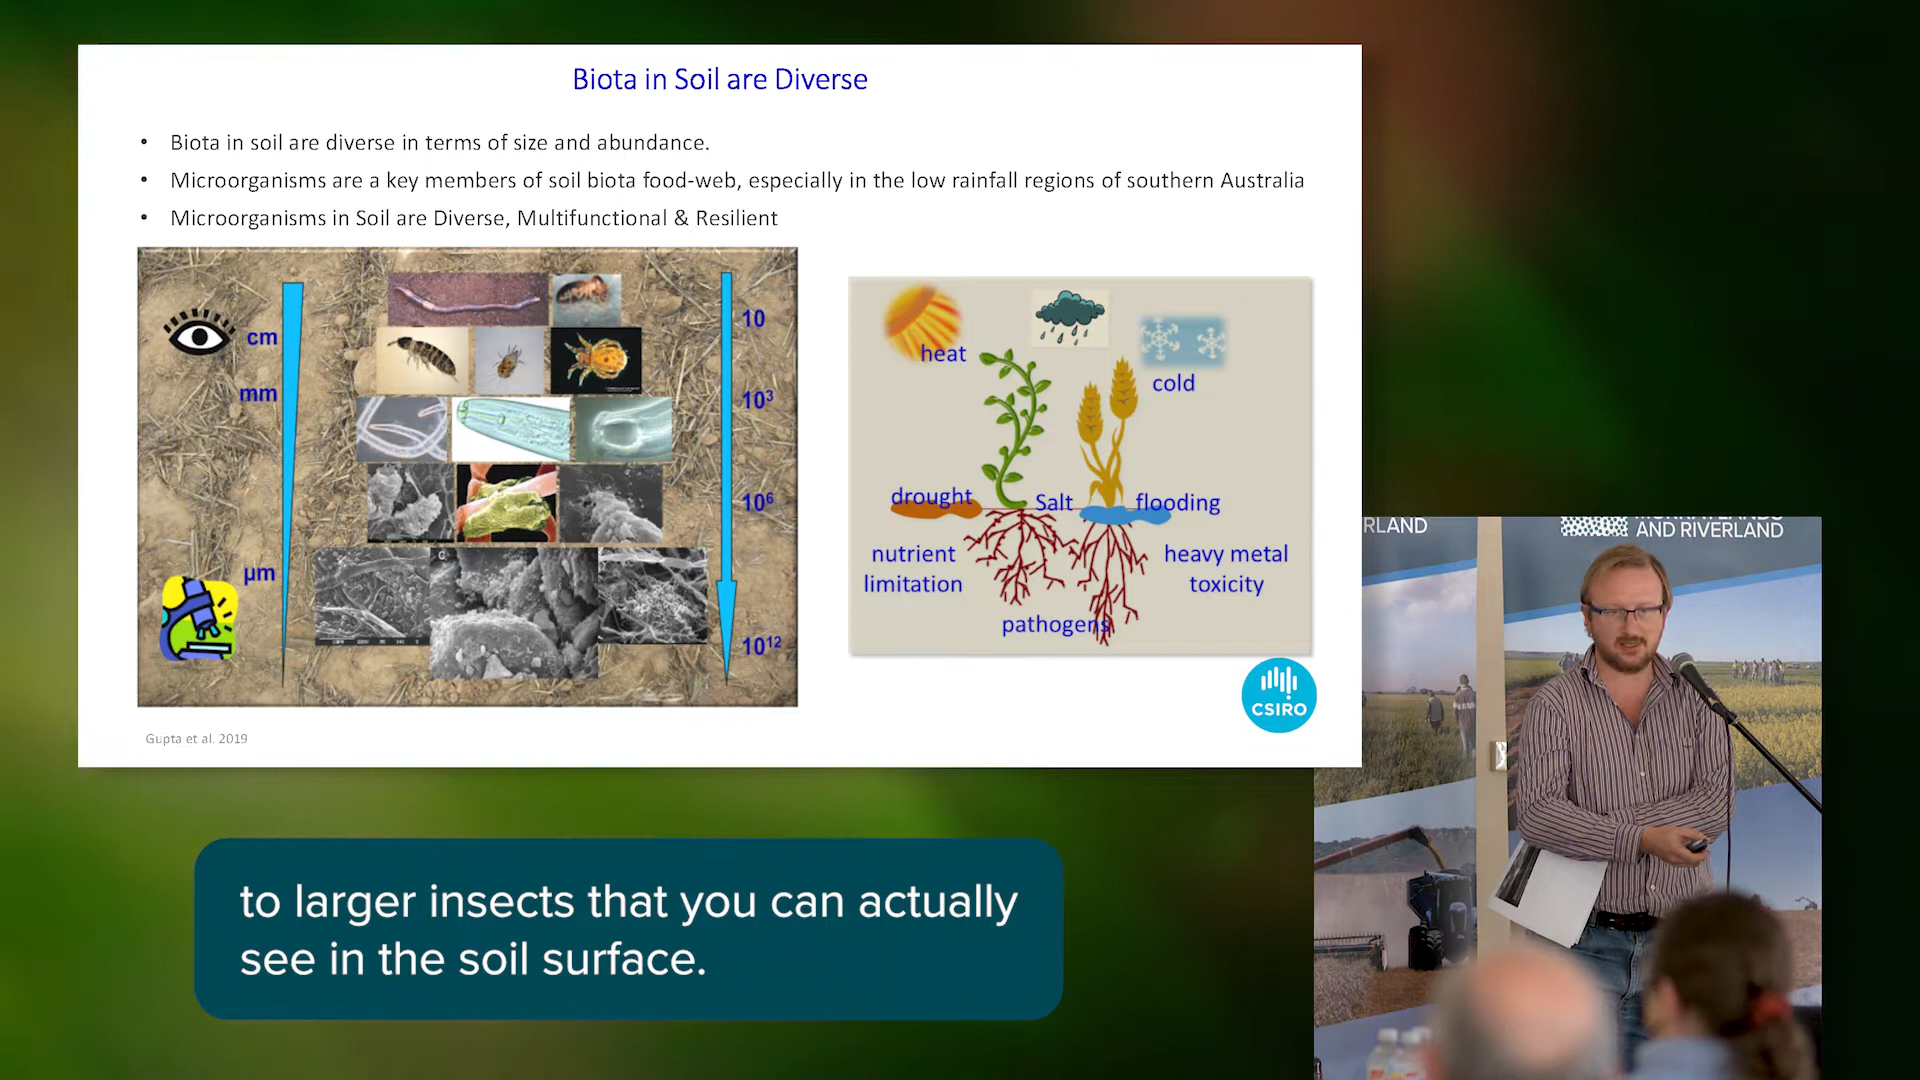 Biota in Soil are Diverse
• Biota in soil are diverse in terms of size and abundance.
• Microorganisms are a key members of soil biota food-web, especially in the low rainfall regions of southern Australia
• Microorganisms in Soil are Diverse, Multifunctional & Resilient
cm
mm
µm
10
10³
10⁶
10¹²
heat
cold
drought
Salt
flooding
nutrient
limitation
heavy metal
toxicity
pathogens
CSIRO
Gupta et al. 2019
RLAND
AND RIVERLAND
to larger insects that you can actually
see in the soil surface.